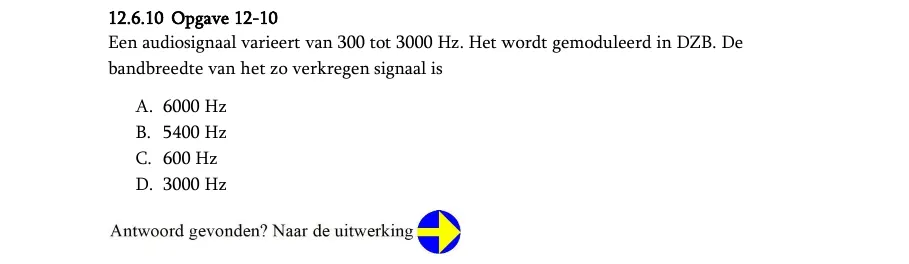 12.6.10 Opgave 12-10
Een audiosignaal varieert van 300 tot 3000 Hz. Het wordt gemoduleerd in DZB. De
bandbreedte van het zo verkregen signaal is
A. 6000 Hz
B. 5400 Hz
C. 600 Hz
D. 3000 Hz
Antwoord gevonden? Naar de uitwerking